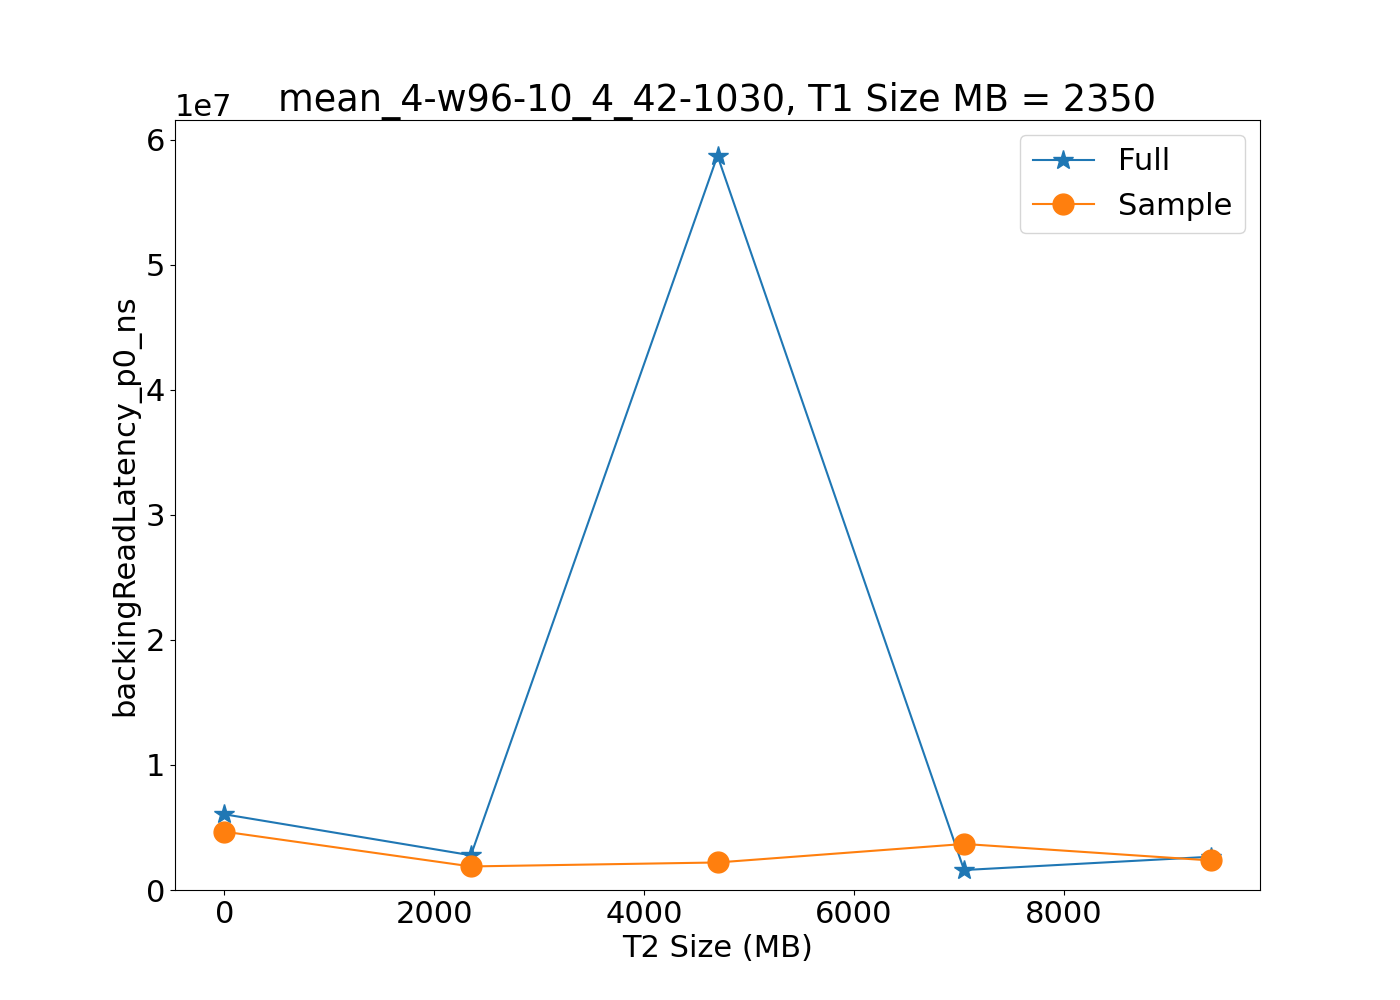 mean_4-w96-10_4_42-1030, T1 Size MB = 2350
1e7
Full
Sample
backingReadLatency_p0_ns
6
5
4
3
2
1
0
0 2000 4000 6000 8000
T2 Size (MB)